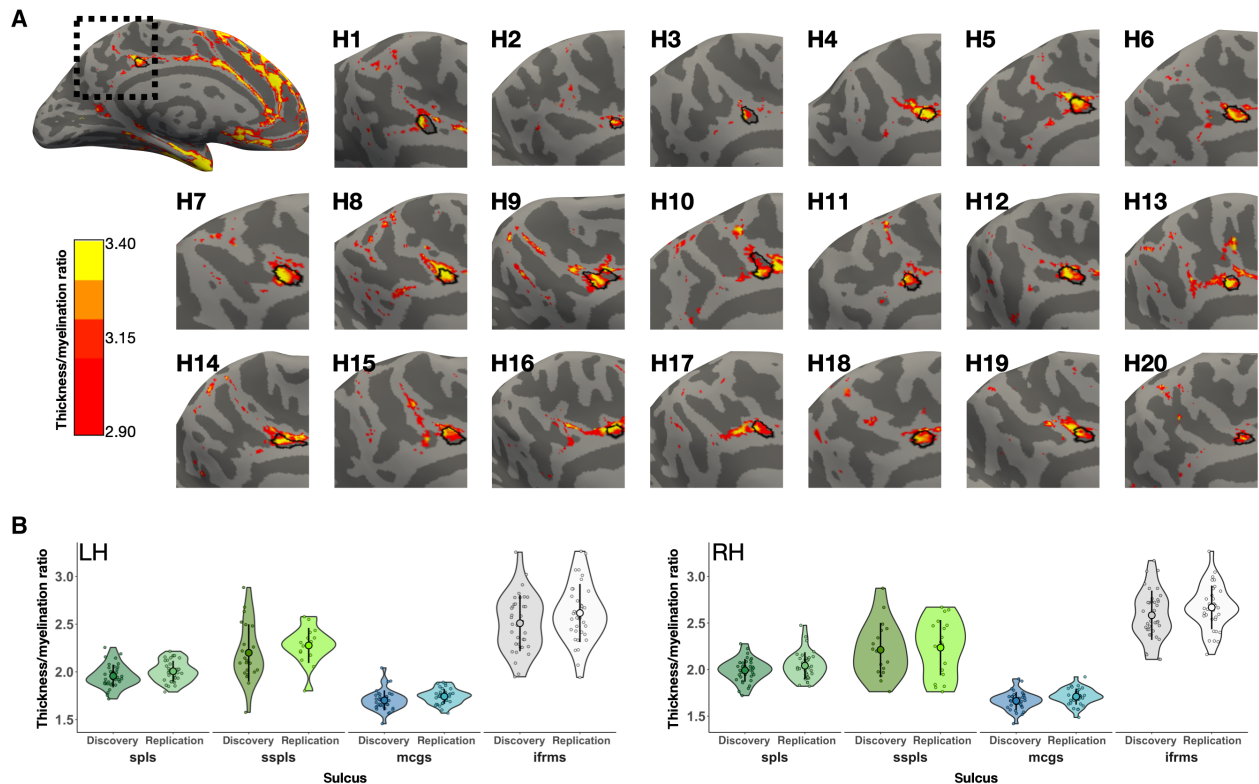 A
H1 H2 H3 H4 H5 H6
H7 H8 H9 H10 H11 H12 H13
Thickness/myelination ratio
3.40
3.15
2.90
H14 H15 H16 H17 H18 H19 H20
B
LH
Thickness/myelination ratio
3.0
2.5
2.0
1.5
Discovery Replication Discovery Replication Discovery Replication Discovery Replication
spls sspls mcgs ifrms
Sulcus
RH
Thickness/myelination ratio
3.0
2.5
2.0
1.5
Discovery Replication Discovery Replication Discovery Replication Discovery Replication
spls sspls mcgs ifrms
Sulcus